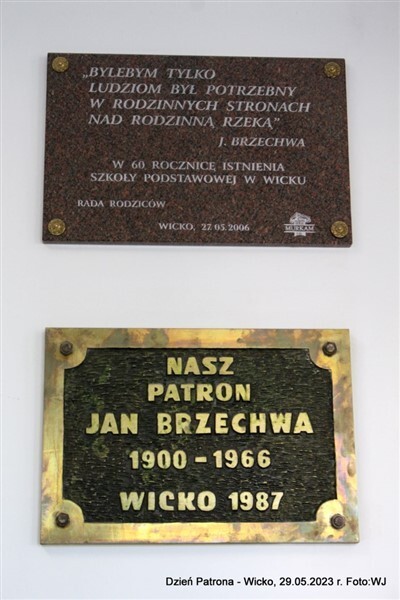 „BYLEBYM TYLKO
LUDZIOM BYŁ POTRZEBNY
W RODZINNYCH STRONACH
NAD RODZINNĄ RZEKĄ”
J. BRZECHWA
W 60 ROCZNICĘ ISTNIENIA
SZKOŁY PODSTAWOWEJ W WICKU
RADA RODZICÓW
WICKO, 27.05.2006
MURKAM
NASZ
PATRON
JAN BRZECHWA
1900 - 1966
WICKO 1987
Dzień Patrona - Wicko, 29.05.2023 r. Foto:WJ